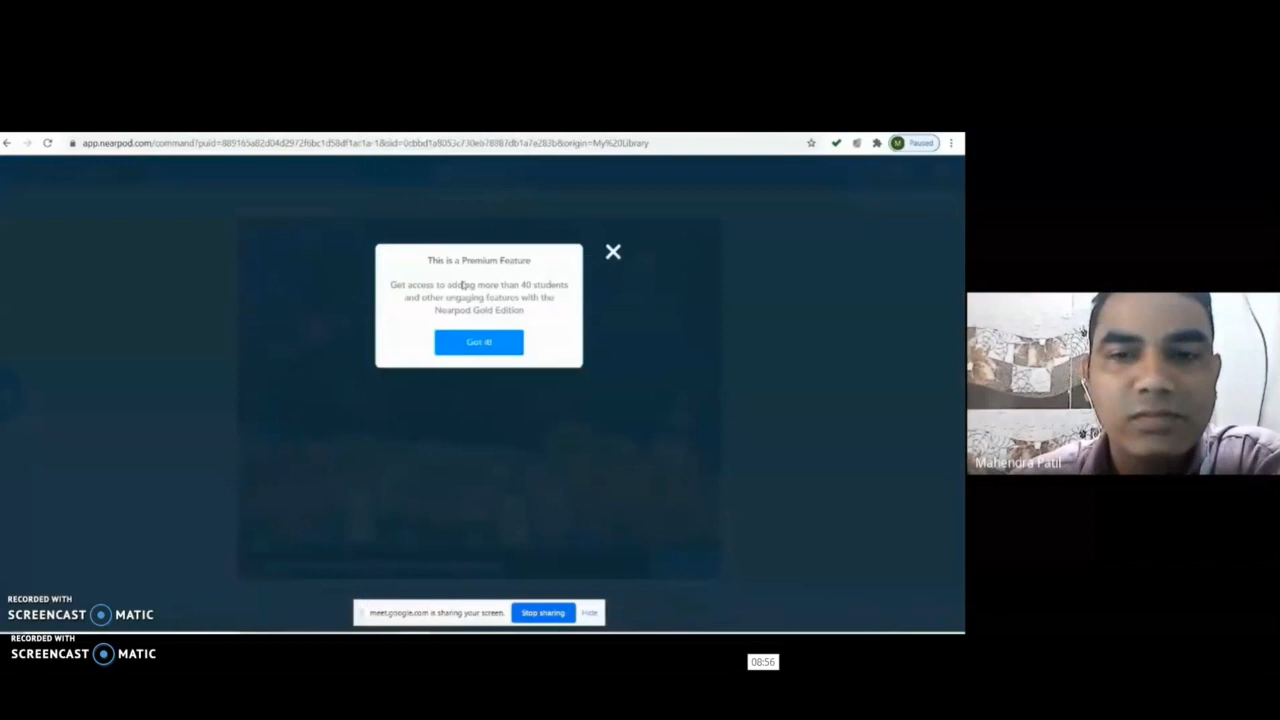 This is a Premium Feature
Get access to adding more than 40 students
and other engaging features with the
Nearpod Gold Edition
Got it!
M
Paused
meet.google.com is sharing your screen.
Stop sharing
Hide
RECORDED WITH
SCREENCAST MATIC
RECORDED WITH
SCREENCAST MATIC
08:56